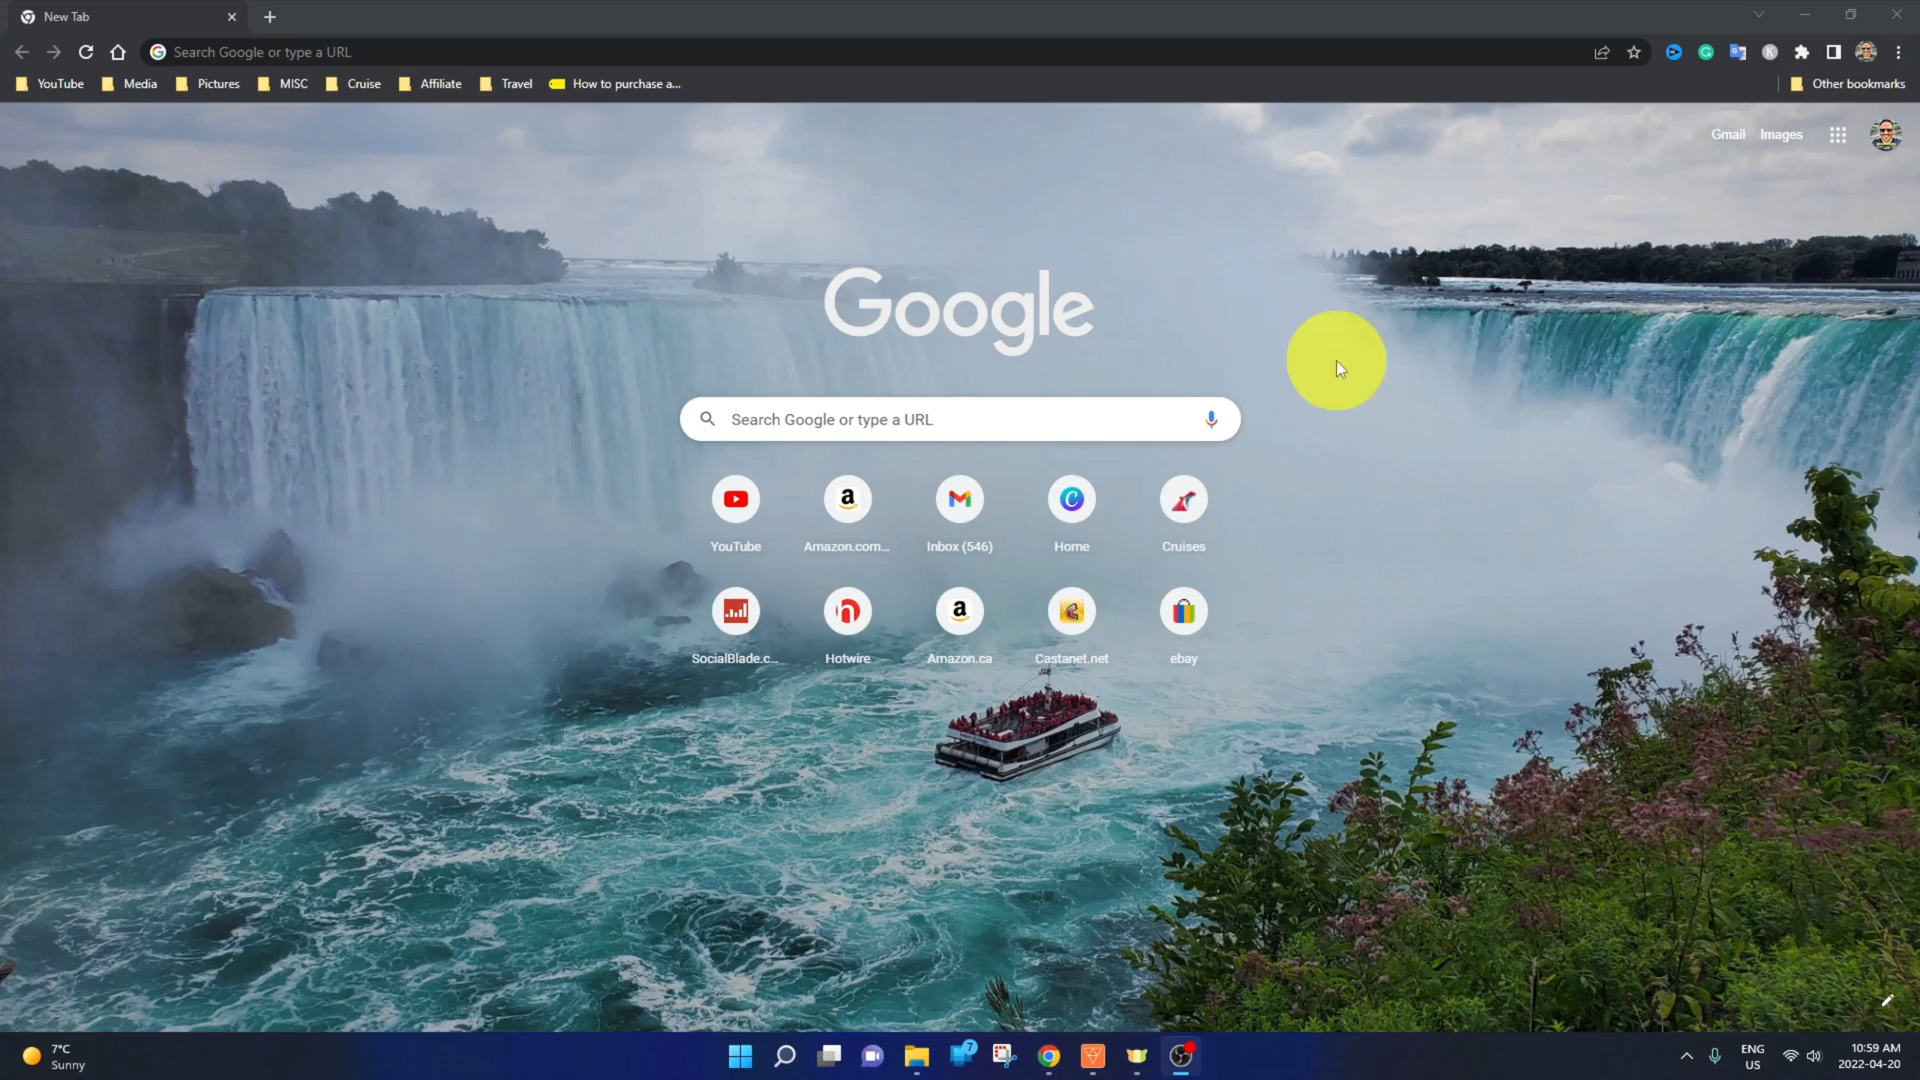 New Tab
Search Google or type a URL
YouTube Media Pictures MISC Cruise Affiliate Travel How to purchase a... Other bookmarks
Gmail Images
Google
Search Google or type a URL
YouTube Amazon.com... Inbox (546) Home Cruises
SocialBlade.c... Hotwire Amazon.ca Castanet.net ebay
7°C
Sunny
7
ENG
US
10:59 AM
2022-04-20